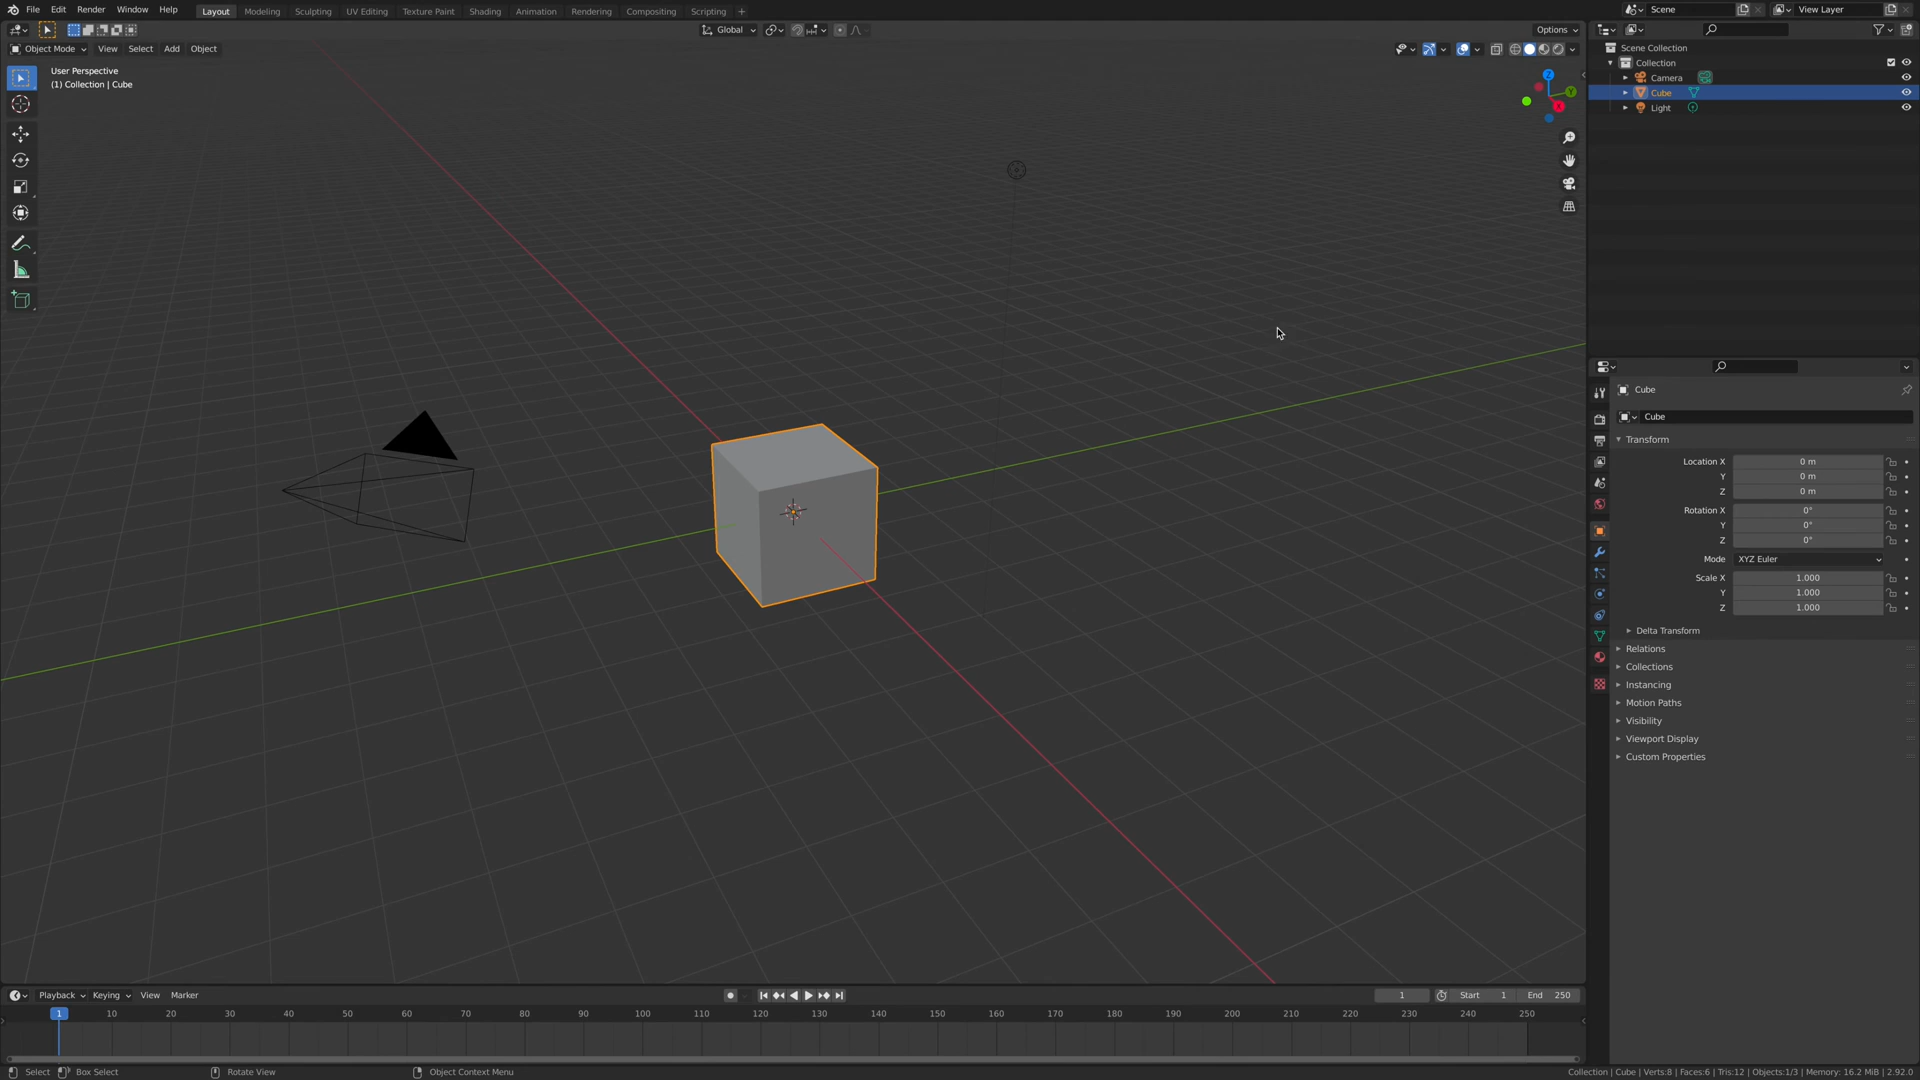 File Edit Render Window Help Layout Modeling Sculpting UV Editing Texture Paint Shading Animation Rendering Compositing Scripting + Scene View Layer
Global Options
Object Mode View Select Add Object
User Perspective
(1) Collection | Cube
Z
Y
X
Scene Collection
Collection
Camera
Cube
Light
Cube
Cube
Transform
Location X 0 m
Y 0 m
Z 0 m
Rotation X 0°
Y 0°
Z 0°
Mode XYZ Euler
Scale X 1.000
Y 1.000
Z 1.000
Delta Transform
Relations
Collections
Instancing
Motion Paths
Visibility
Viewport Display
Custom Properties
Playback Keying View Marker 1 Start 1 End 250
1 10 20 30 40 50 60 70 80 90 100 110 120 130 140 150 160 170 180 190 200 210 220 230 240 250
Select Box Select Rotate View Object Context Menu Collection | Cube | Verts:8 | Faces:6 | Tris:12 | Objects:1/3 | Memory: 16.2 MiB | 2.92.0